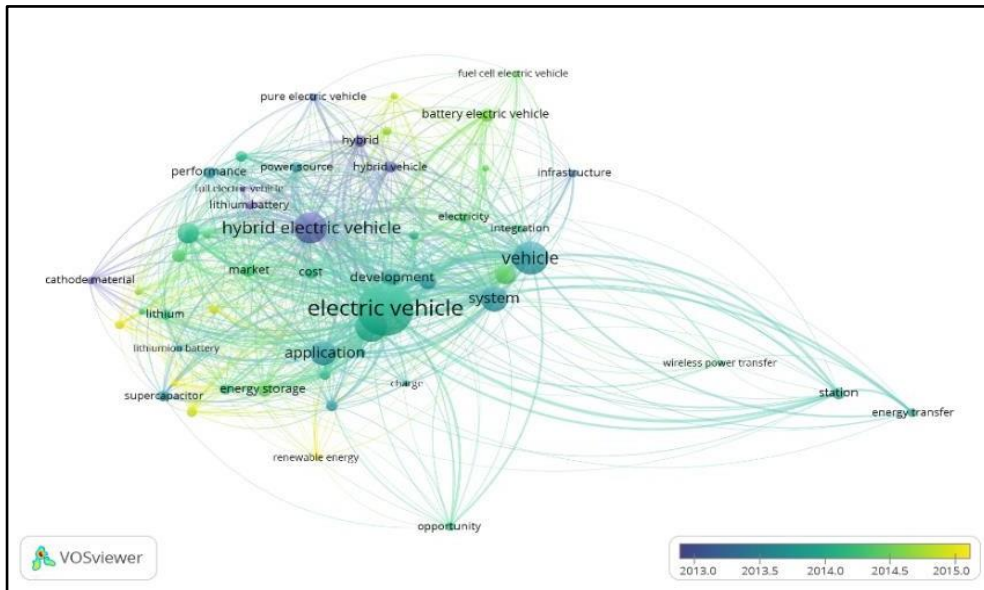 fuel cell electric vehicle
pure electric vehicle
battery electric vehicle
hybrid
performance
power source
hybrid vehicle
infrastructure
full electric vehicle
lithium battery
electricity
hybrid electric vehicle
integration
vehicle
cathode material
market
cost
development
system
electric vehicle
lithium
lithiumion battery
application
wireless power transfer
supercapacitor
energy storage
charge
station
energy transfer
renewable energy
opportunity
VOSviewer
2013.0 2013.5 2014.0 2014.5 2015.0